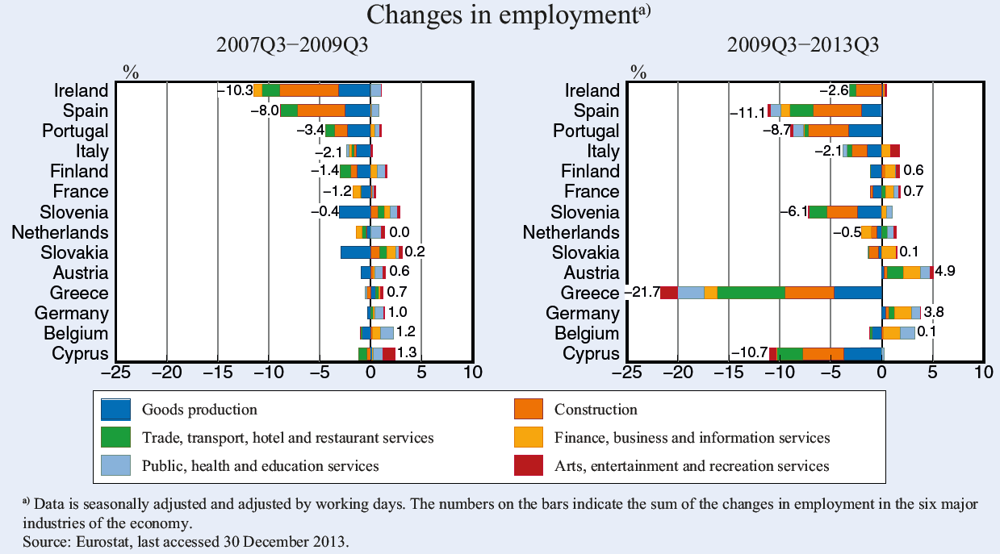 Changes in employment a)
2007Q3−2009Q3
2009Q3−2013Q3
%
Ireland −10.3
Spain −8.0
Portugal −3.4
Italy −2.1
Finland −1.4
France −1.2
Slovenia −0.4
Netherlands 0.0
Slovakia 0.2
Austria 0.6
Greece 0.7
Germany 1.0
Belgium 1.2
Cyprus 1.3
−25 −20 −15 −10 −5 0 5 10
%
Ireland −2.6
Spain −11.1
Portugal −8.7
Italy −2.1
Finland 0.6
France 0.7
Slovenia −6.1
Netherlands −0.5
Slovakia 0.1
Austria 4.9
Greece −21.7
Germany 3.8
Belgium 0.1
Cyprus −10.7
−25 −20 −15 −10 −5 0 5 10
Goods production
Construction
Trade, transport, hotel and restaurant services
Finance, business and information services
Public, health and education services
Arts, entertainment and recreation services
a) Data is seasonally adjusted and adjusted by working days. The numbers on the bars indicate the sum of the changes in employment in the six major
industries of the economy.
Source: Eurostat, last accessed 30 December 2013.